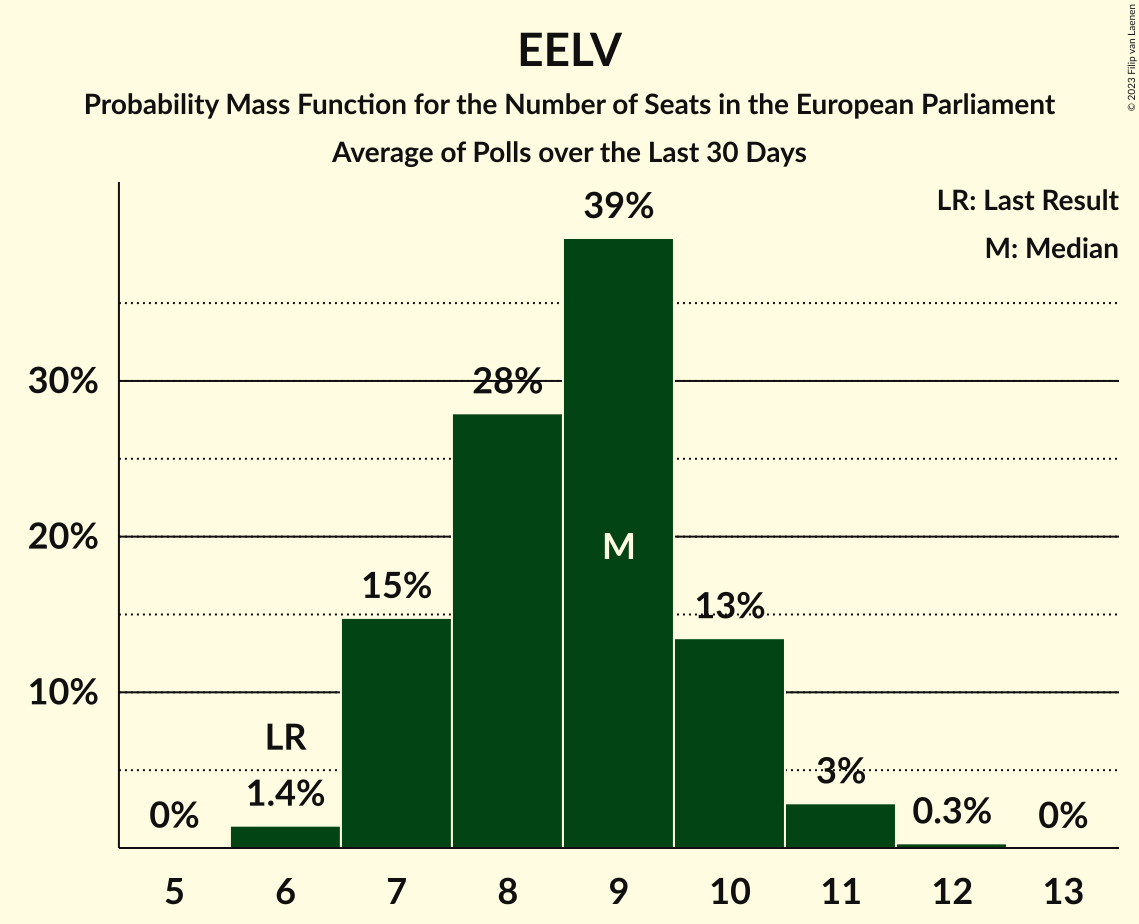 EELV
Probability Mass Function for the Number of Seats in the European Parliament
Average of Polls over the Last 30 Days
© 2023 Filip van Laenen
LR: Last Result
M: Median
39%
30%
28%
20%
M
15%
13%
10%
LR
3%
1.4%
0%
0.3%
0%
5 6 7 8 9 10 11 12 13